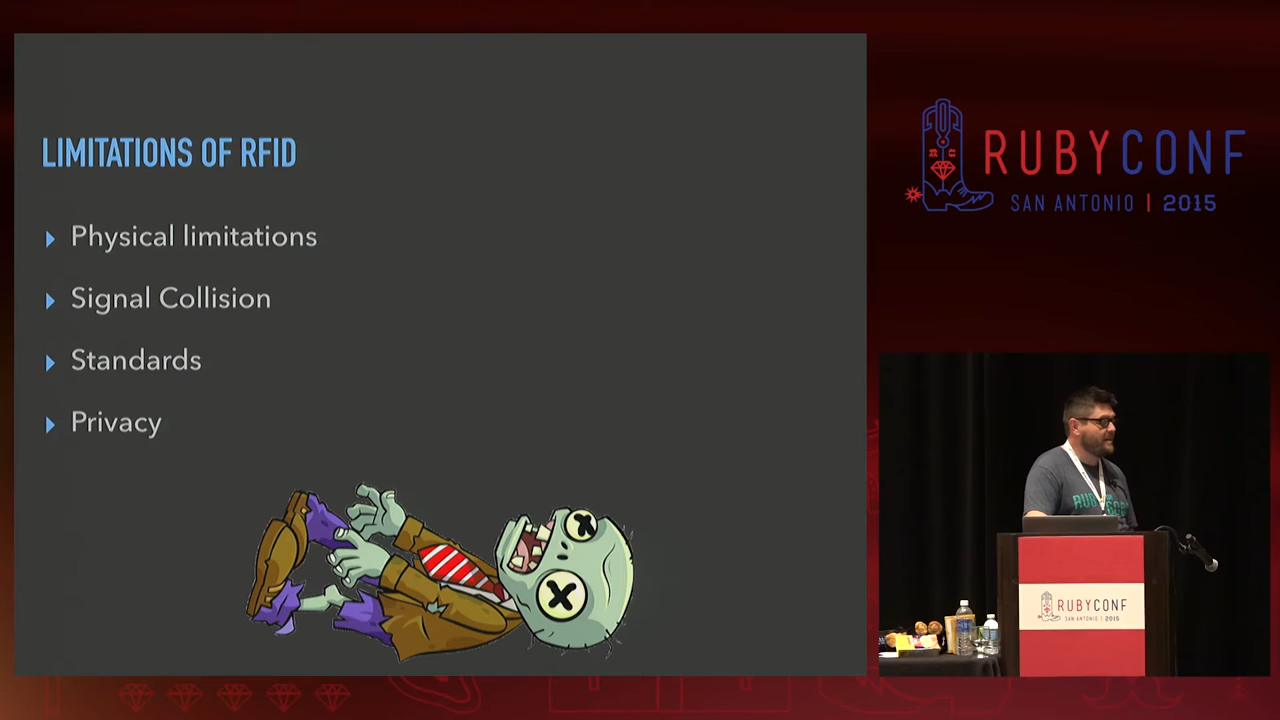 LIMITATIONS OF RFID
Physical limitations
Signal Collision
Standards
Privacy
RUBYCONF
SAN ANTONIO | 2015
RUBYCONF
SAN ANTONIO | 2015